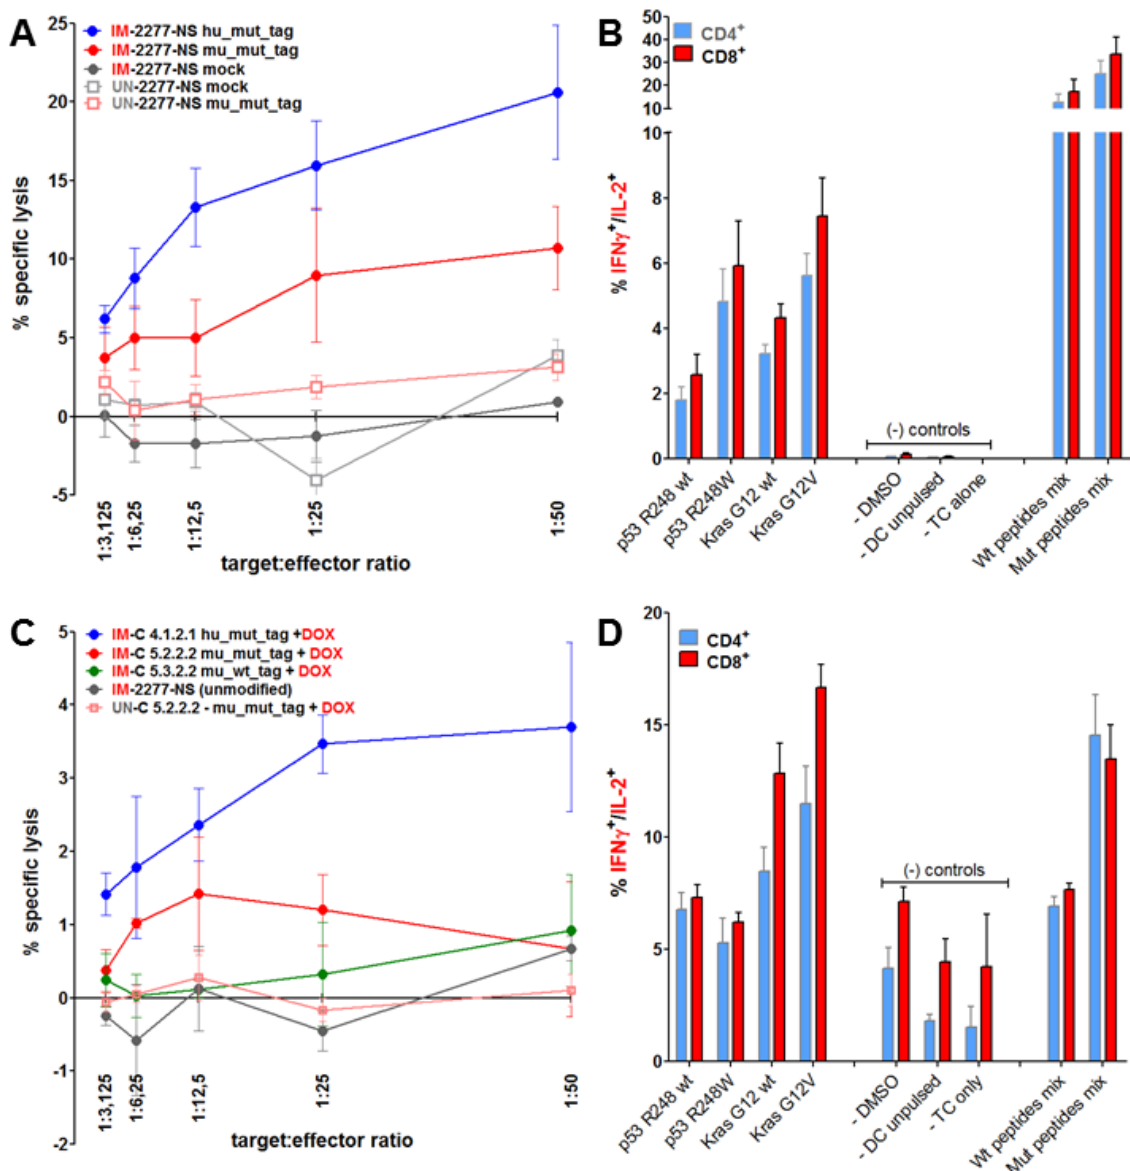 A
IM-2277-NS hu_mut_tag
IM-2277-NS mu_mut_tag
IM-2277-NS mock
UN-2277-NS mock
UN-2277-NS mu_mut_tag
25
20
15
10
5
0
-5
% specific lysis
1:3,125
1:6,25
1:12,5
1:25
1:50
target:effector ratio
B
CD4+
CD8+
50
40
30
20
10
10
8
6
4
2
0
% IFNγ+/IL-2+
(-) controls
p53 R248 wt
p53 R248W
Kras G12 wt
Kras G12V
- DMSO
- DC unpulsed
- TC alone
Wt peptides mix
Mut peptides mix
C
IM-C 4.1.2.1 hu_mut_tag +DOX
IM-C 5.2.2.2 mu_mut_tag + DOX
IM-C 5.3.2.2 mu_wt_tag + DOX
IM-2277-NS (unmodified)
UN-C 5.2.2.2 - mu_mut_tag + DOX
5
4
3
2
1
0
-1
-2
% specific lysis
1:3,125
1:6,25
1:12,5
1:25
1:50
target:effector ratio
D
CD4+
CD8+
20
15
10
5
0
% IFNγ+/IL-2+
(-) controls
p53 R248 wt
p53 R248W
Kras G12 wt
Kras G12V
- DMSO
- DC unpulsed
- TC only
Wt peptides mix
Mut peptides mix